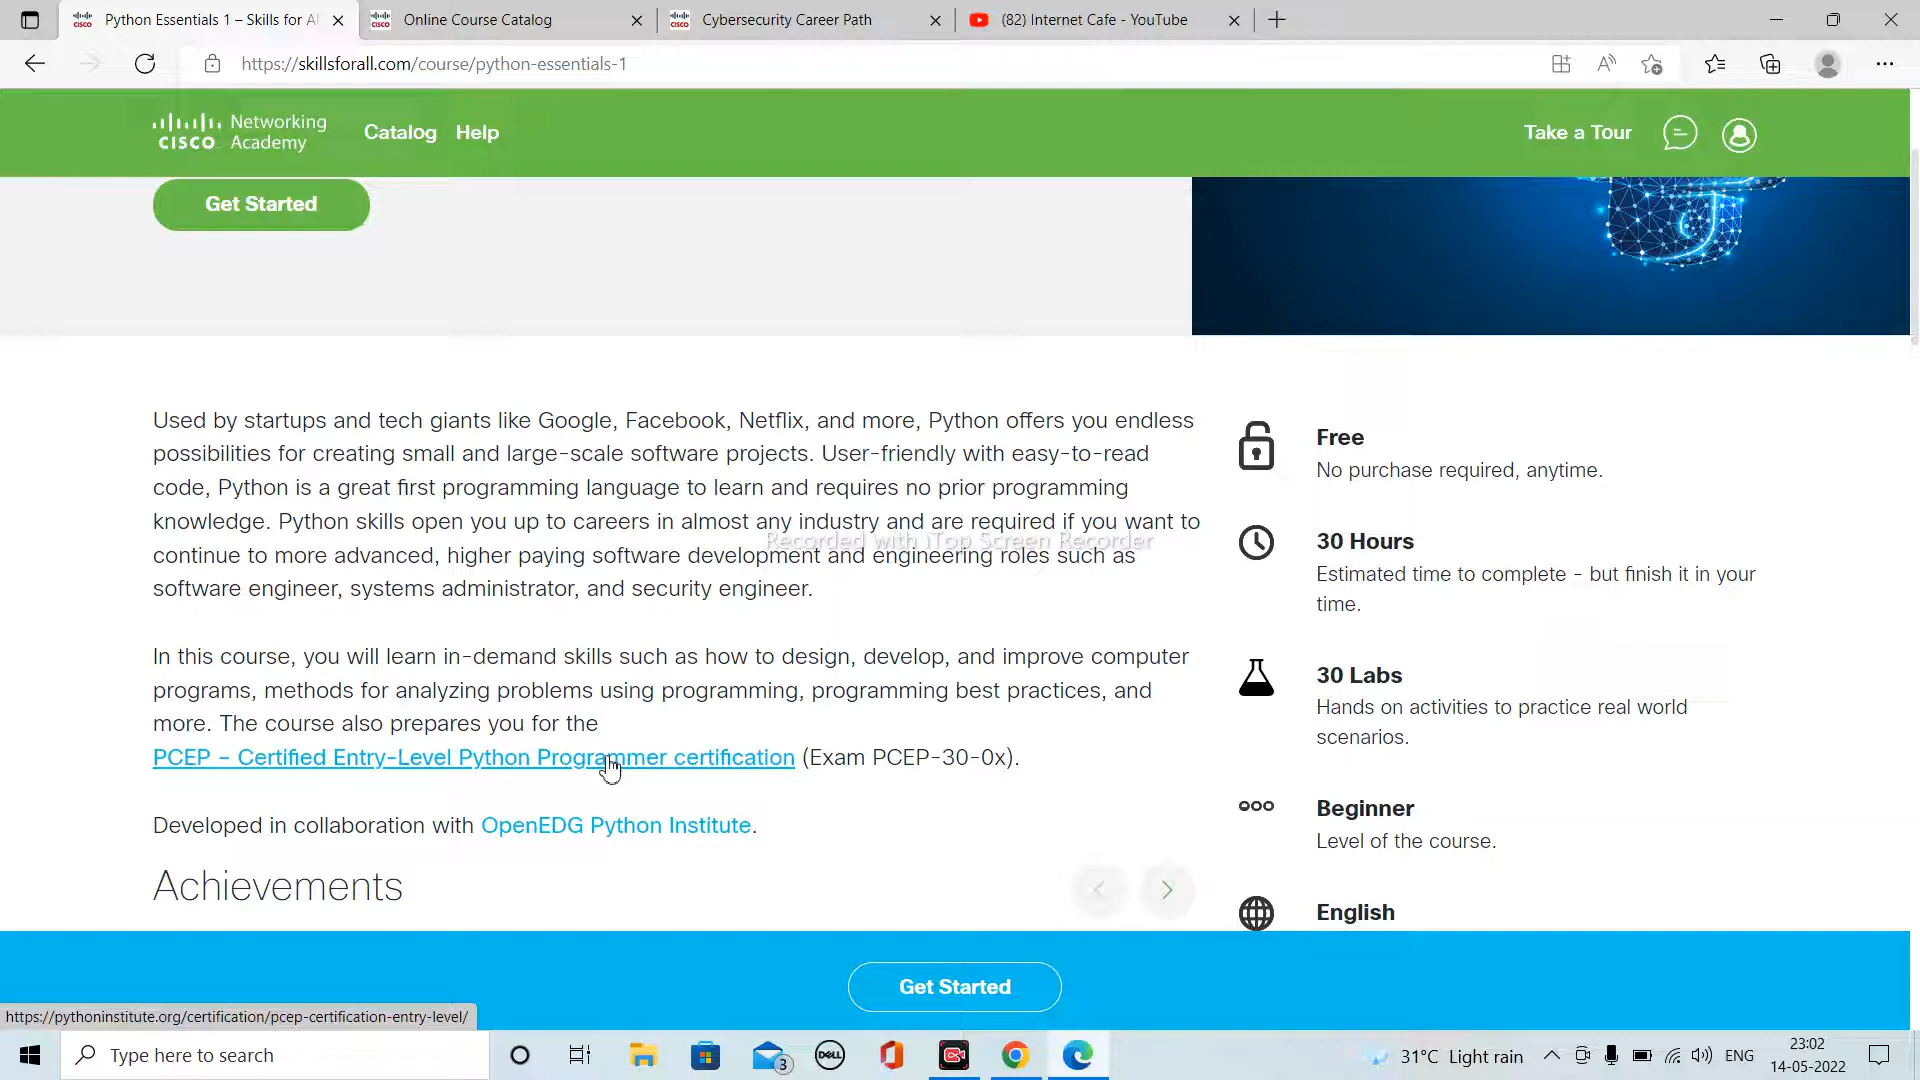 Python Essentials 1 – Skills for Al
Online Course Catalog
Cybersecurity Career Path
(82) Internet Cafe - YouTube
https://skillsforall.com/course/python-essentials-1
CISCO Networking Academy
Catalog
Help
Take a Tour
Get Started
Used by startups and tech giants like Google, Facebook, Netflix, and more, Python offers you endless
possibilities for creating small and large-scale software projects. User-friendly with easy-to-read
code, Python is a great first programming language to learn and requires no prior programming
knowledge. Python skills open you up to careers in almost any industry and are required if you want to
continue to more advanced, higher paying software development and engineering roles such as
software engineer, systems administrator, and security engineer.
Recorded with iTop Screen Recorder
In this course, you will learn in-demand skills such as how to design, develop, and improve computer
programs, methods for analyzing problems using programming, programming best practices, and
more. The course also prepares you for the
PCEP – Certified Entry-Level Python Programmer certification (Exam PCEP-30-0x).
Developed in collaboration with OpenEDG Python Institute.
Achievements
Free
No purchase required, anytime.
30 Hours
Estimated time to complete - but finish it in your
time.
30 Labs
Hands on activities to practice real world
scenarios.
Beginner
Level of the course.
English
Get Started
https://pythoninstitute.org/certification/pcep-certification-entry-level/
Type here to search
3
DELL
31°C Light rain
ENG
23:02
14-05-2022